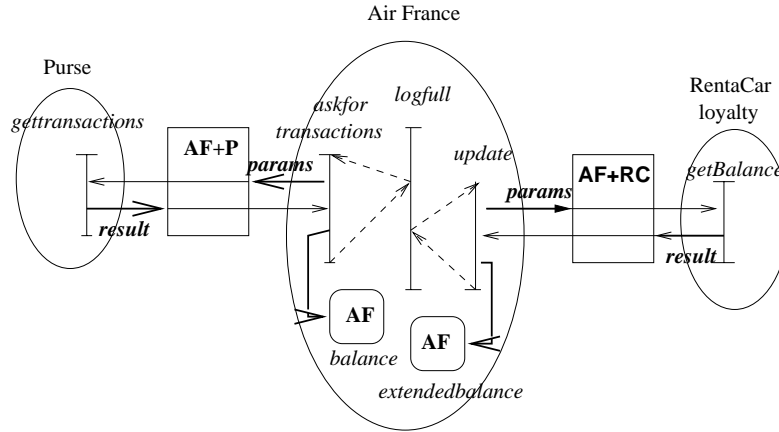 Air France
Purse
gettransactions
AF+P
params
result
askfor
transactions
logfull
update
AF
balance
AF
extendedbalance
params
AF+RC
result
RentaCar
loyalty
getBalance